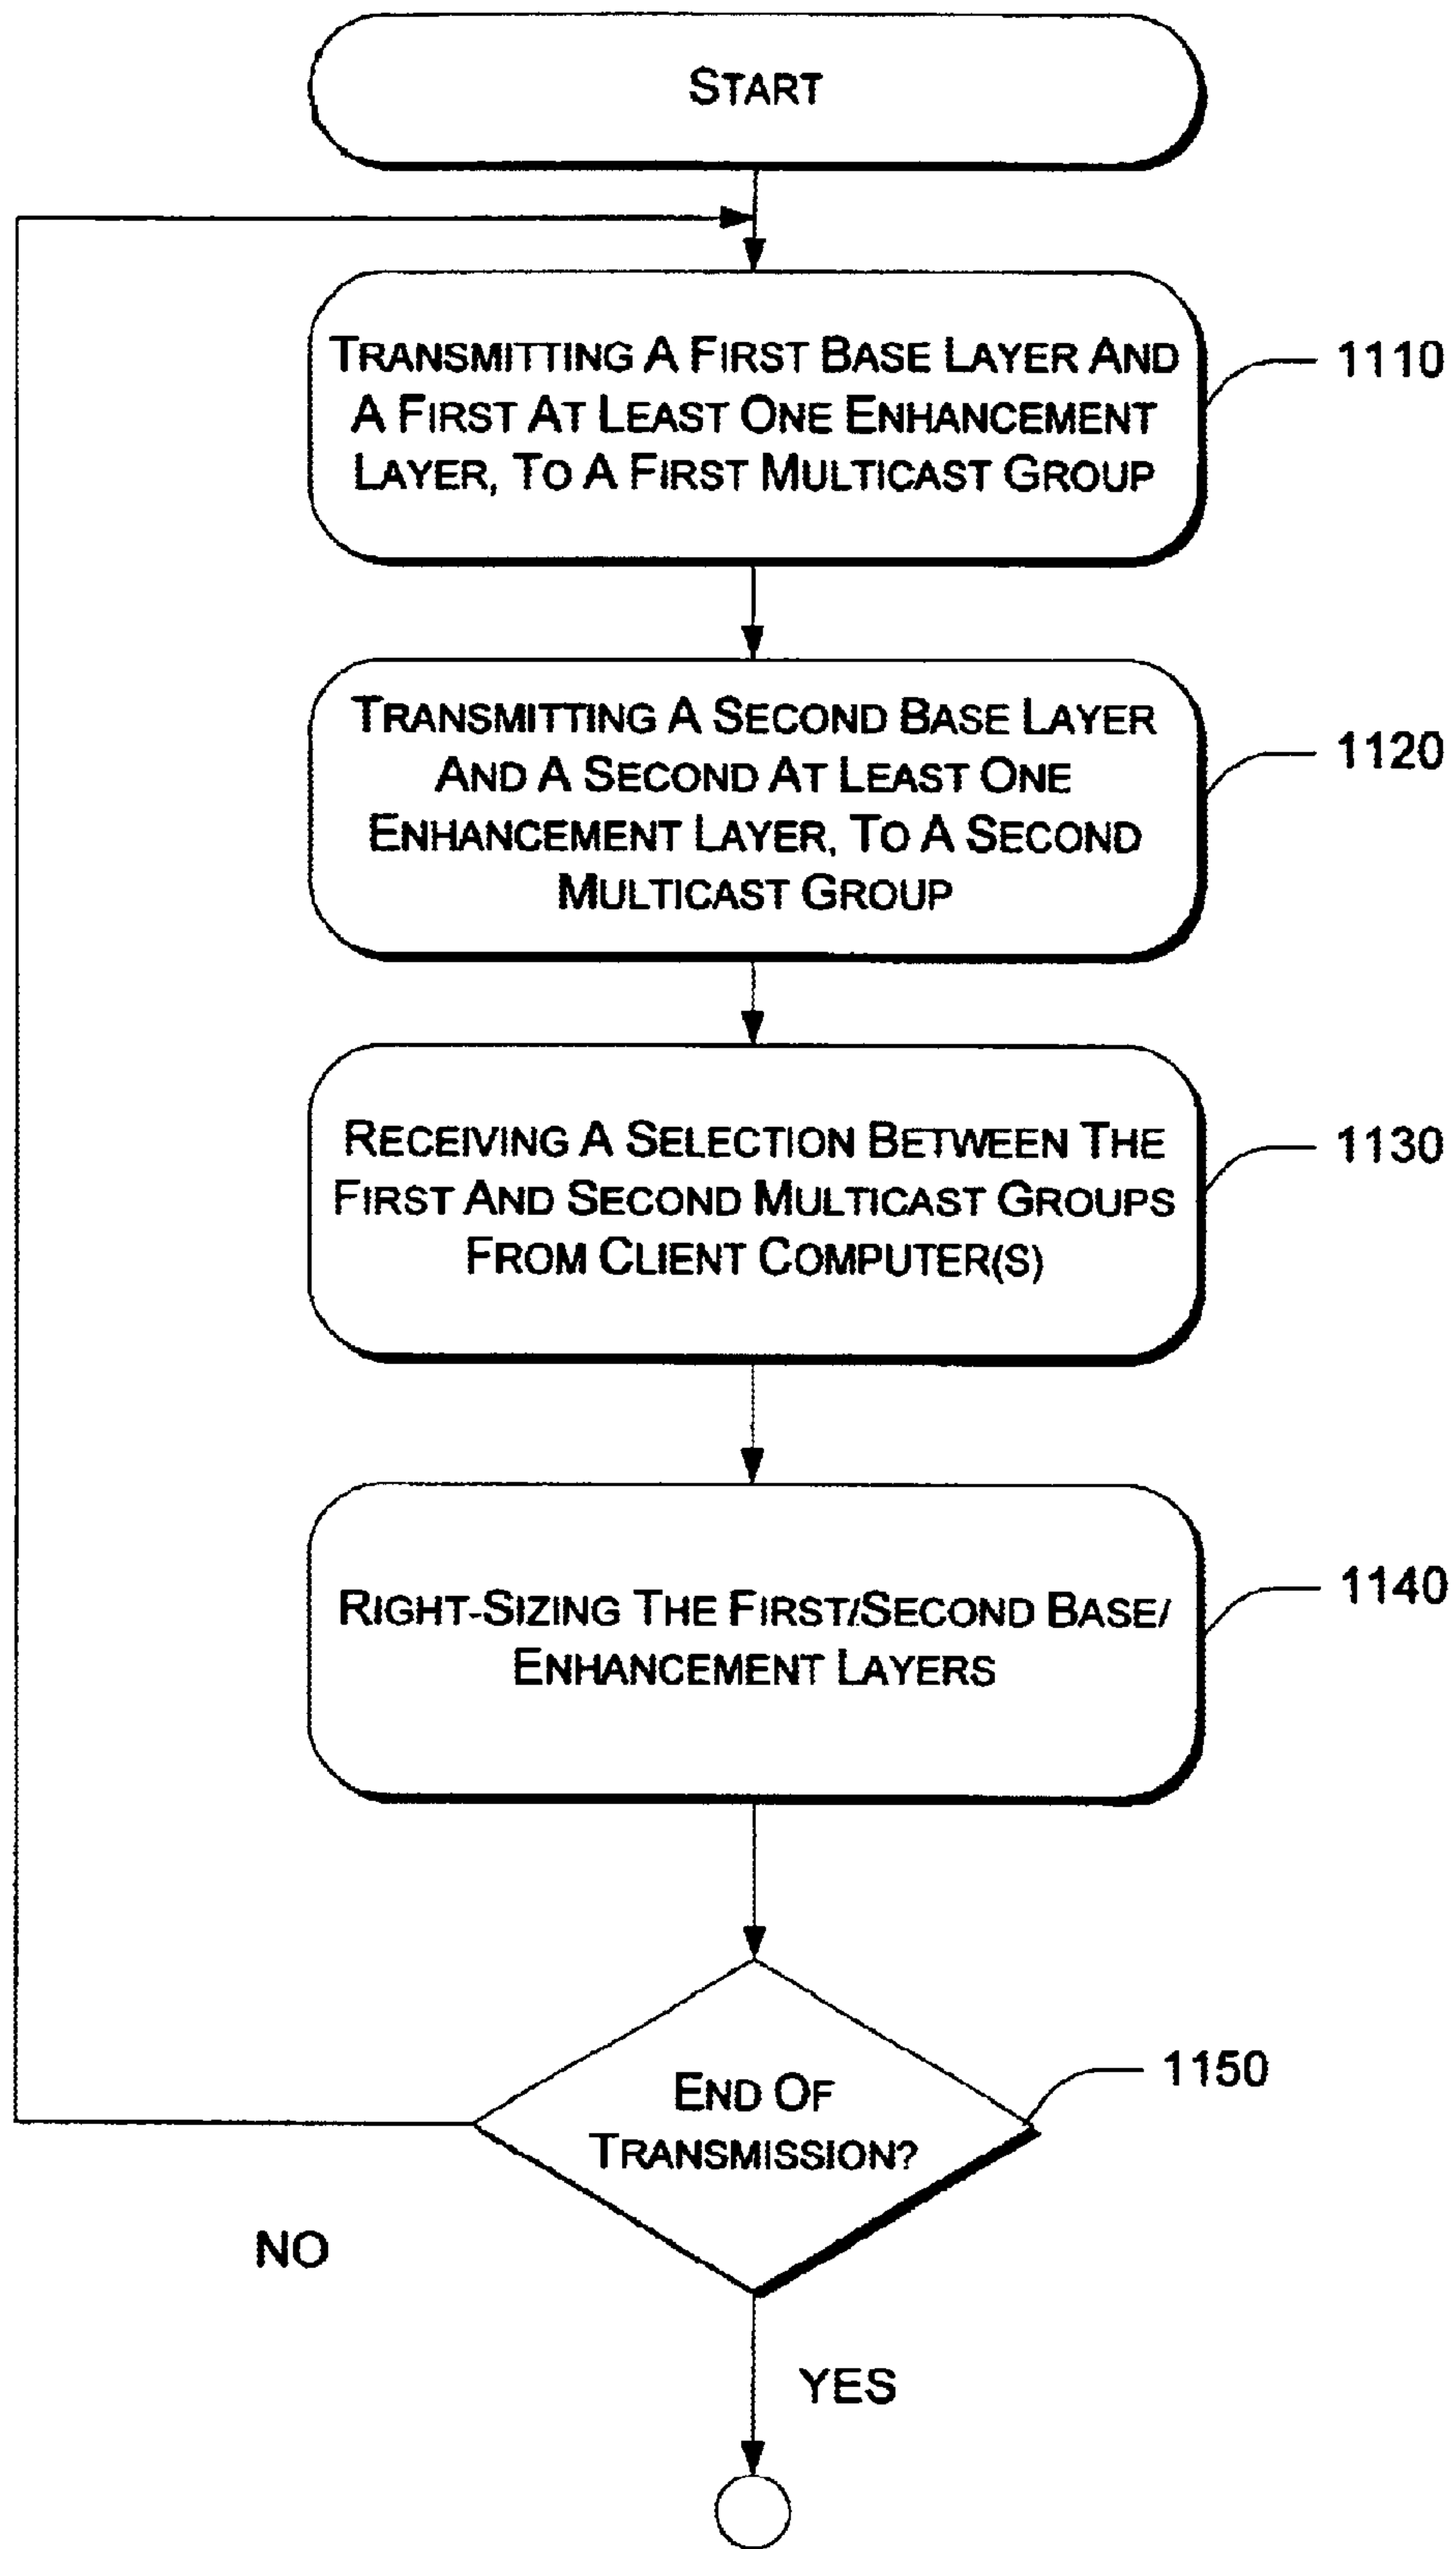 START
TRANSMITTING A FIRST BASE LAYER AND
A FIRST AT LEAST ONE ENHANCEMENT
LAYER, TO A FIRST MULTICAST GROUP
1110
TRANSMITTING A SECOND BASE LAYER
AND A SECOND AT LEAST ONE
ENHANCEMENT LAYER, TO A SECOND
MULTICAST GROUP
1120
RECEIVING A SELECTION BETWEEN THE
FIRST AND SECOND MULTICAST GROUPS
FROM CLIENT COMPUTER(S)
1130
RIGHT-SIZING THE FIRST/SECOND BASE/
ENHANCEMENT LAYERS
1140
END OF
TRANSMISSION?
1150
NO
YES